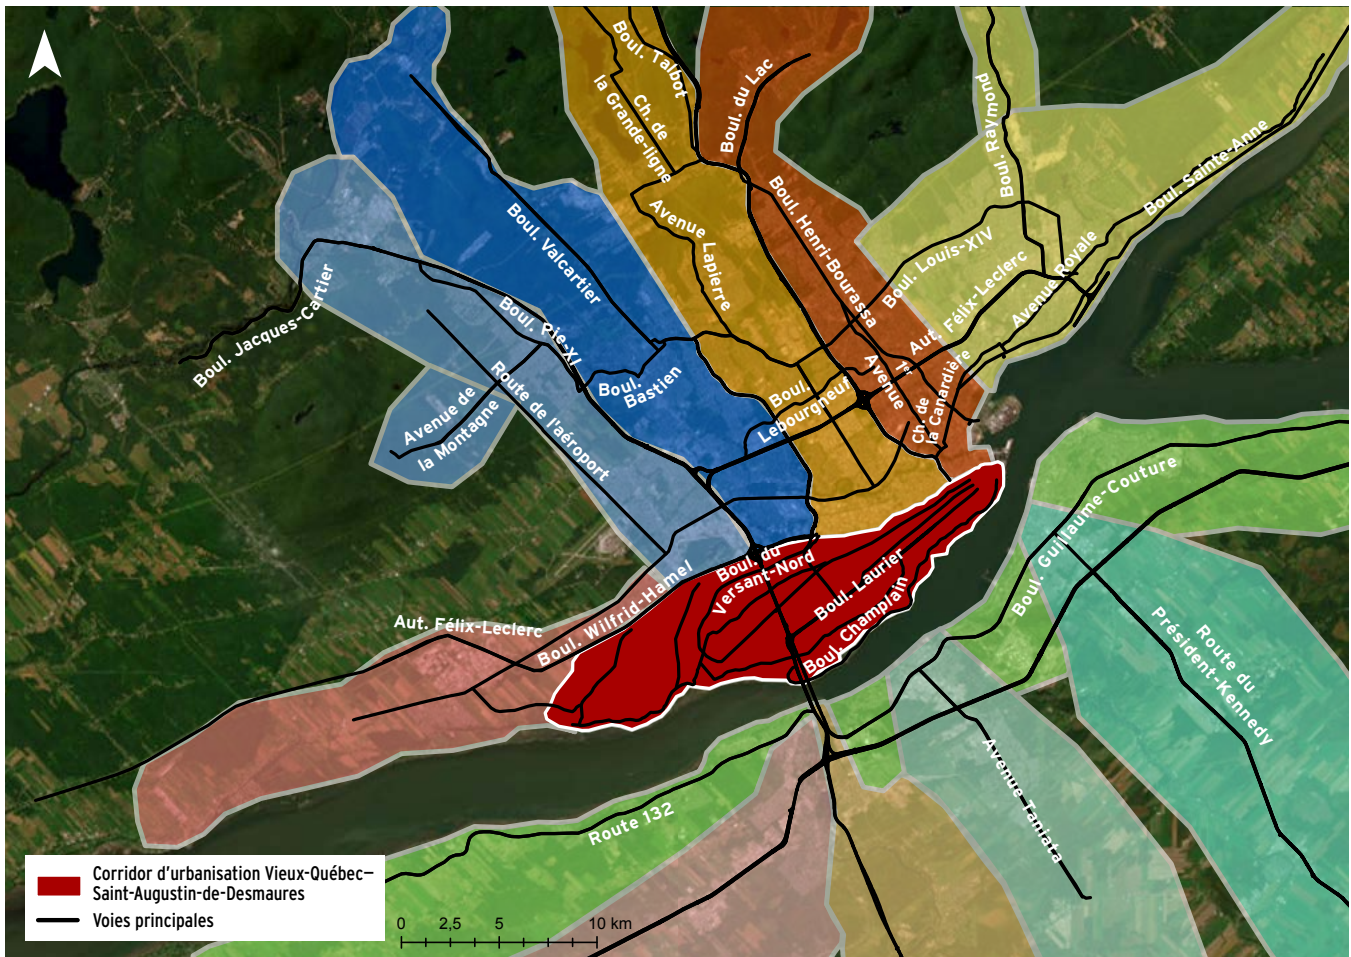 Boul. Talbot
Ch. de
la Grande-ligne
Boul. du Lac
Boul. Raymond
Boul. Sainte-Anne
Boul. Valcartier
Avenue Lapierre
Boul. Henri-Bourassa
Boul. Louis-XIV
Aut. Félix-Leclerc
Avenue Royale
Boul. Jacques-Cartier
Boul. Pie-XI
Boul.
Bastien
Route de l'aéroport
Avenue de
la Montagne
Boul.
Lebourgneuf
1er
Avenue
Ch. de
la Canardière
Boul. du
Versant-Nord
Boul. Laurier
Boul. Champlain
Boul. Wilfrid-Hamel
Aut. Félix-Leclerc
Boul. Guillaume-Couture
Route du
Président-Kennedy
Avenue Taniata
Route 132
Corridor d'urbanisation Vieux-Québec–
Saint-Augustin-de-Desmaures
Voies principales
0 2,5 5 10 km